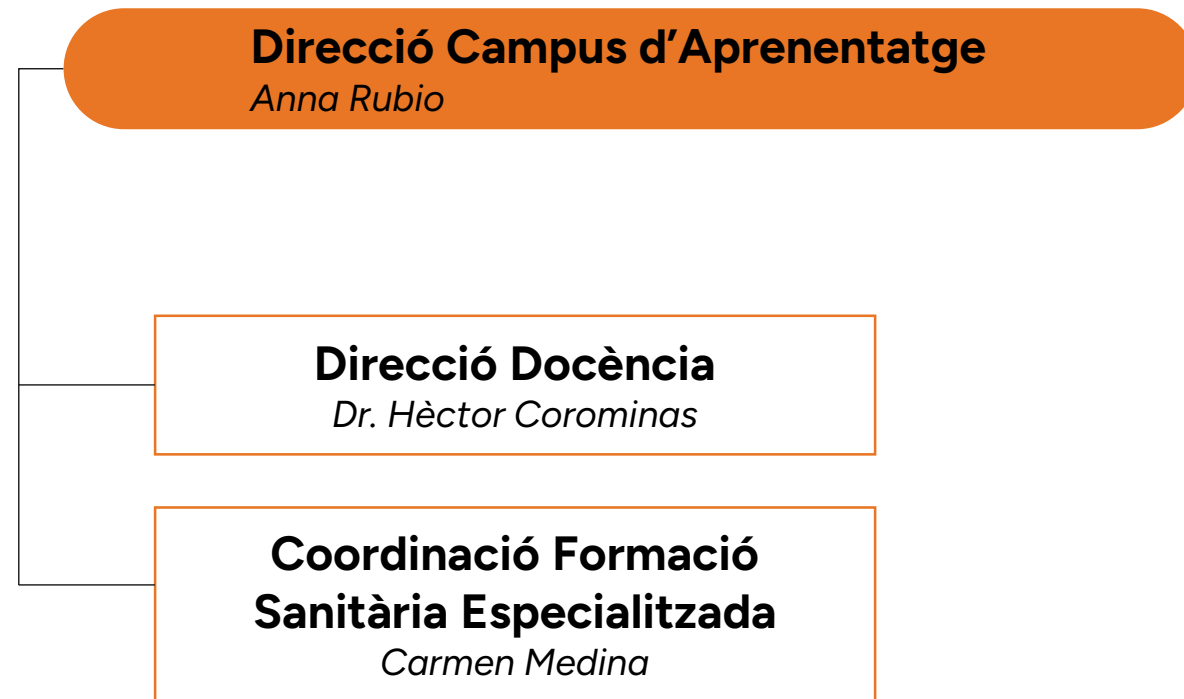 Direcció Campus d’Aprenentatge
Anna Rubio
Direcció Docència
Dr. Hèctor Corominas
Coordinació Formació
Sanitària Especialitzada
Carmen Medina